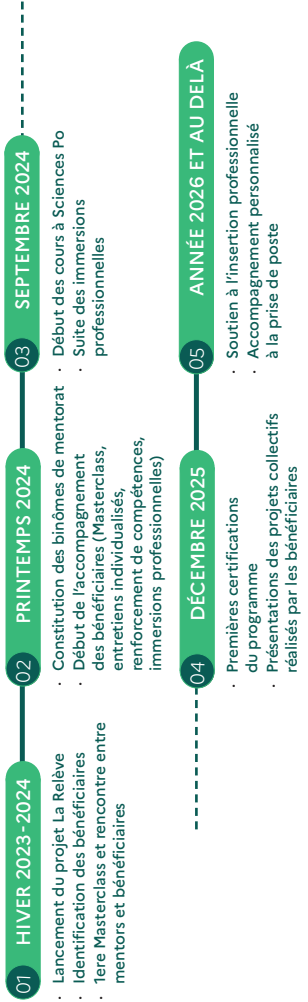 01 HIVER 2023-2024
· Lancement du projet La Relève
· Identification des bénéficiaires
· 1ere Masterclass et rencontre entre
mentors et bénéficiaires
02 PRINTEMPS 2024
· Constitution des binômes de mentorat
· Début de l'accompagnement
des bénéficiaires (Masterclass,
entretiens individualisés,
renforcement de compétences,
immersions professionnelles)
03 SEPTEMBRE 2024
· Début des cours à Sciences Po
· Suite des immersions
professionnelles
04 DÉCEMBRE 2025
· Premières certifications
du programme
· Présentations des projets collectifs
réalisés par les bénéficiaires
05 ANNÉE 2026 ET AU DELÀ
· Soutien à l'insertion professionnelle
· Accompagnement personnalisé
à la prise de poste